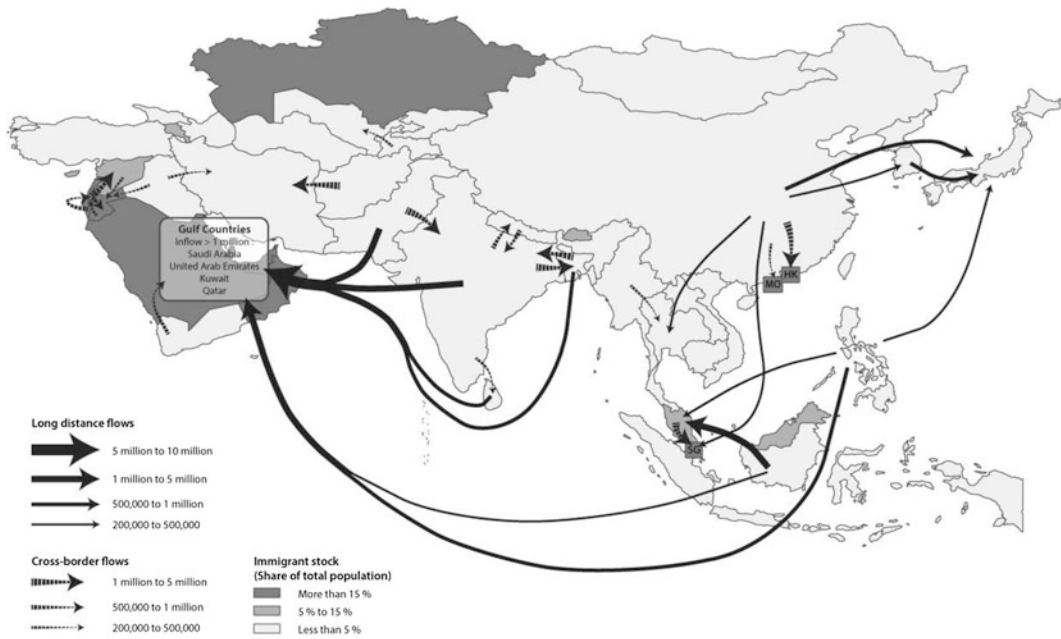 Gulf Countries
Inflow > 1 million :
Saudi Arabia
United Arab Emirates
Kuwait
Qatar
HK
MO
SG
Long distance flows
5 million to 10 million
1 million to 5 million
500,000 to 1 million
200,000 to 500,000
Cross-border flows
1 million to 5 million
500,000 to 1 million
200,000 to 500,000
Immigrant stock
(Share of total population)
More than 15 %
5 % to 15 %
Less than 5 %